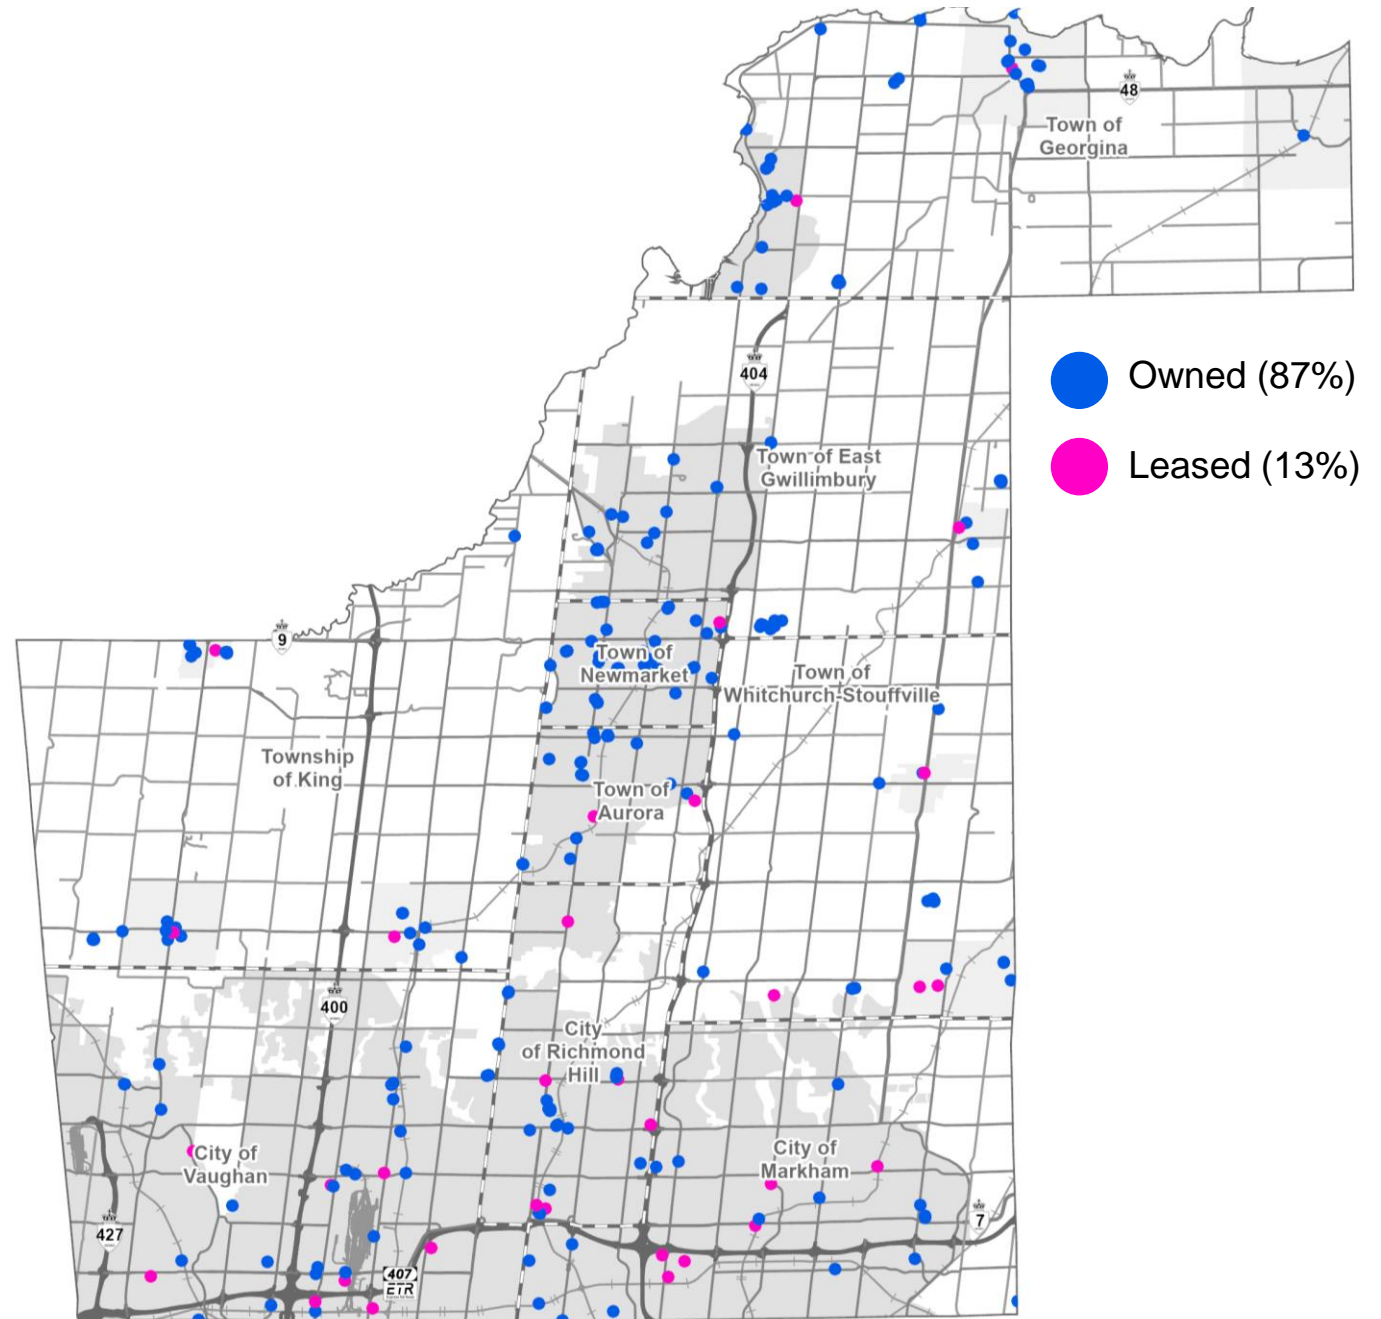 48
Town of
Georgina
404
Owned (87%)
Leased (13%)
Town of East
Gwillimbury
9
Town of
Newmarket
Town of
Whitchurch-Stouffville
Township
of King
Town of
Aurora
400
City
of Richmond
Hill
City of
Vaughan
City of
Markham
427
7
407
ETR